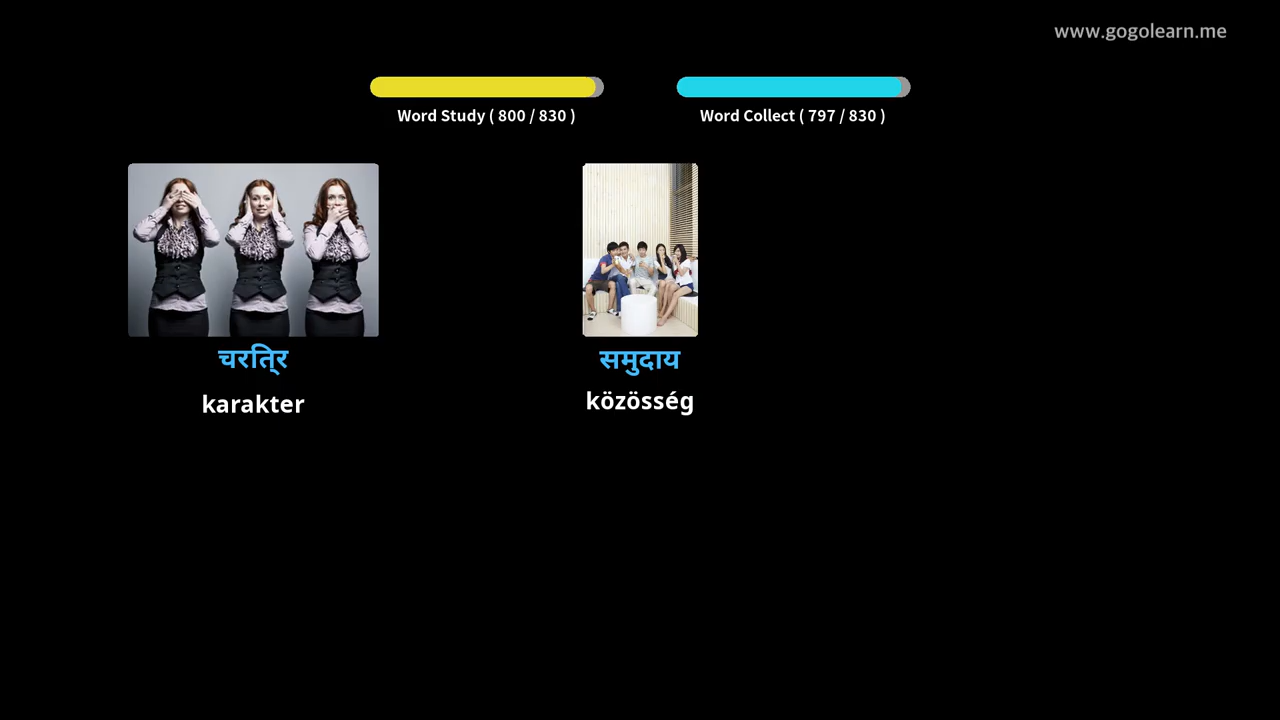 www.gogolearn.me
Word Study ( 800 / 830 )
Word Collect ( 797 / 830 )
चरित्र
karakter
समुदाय
közösség